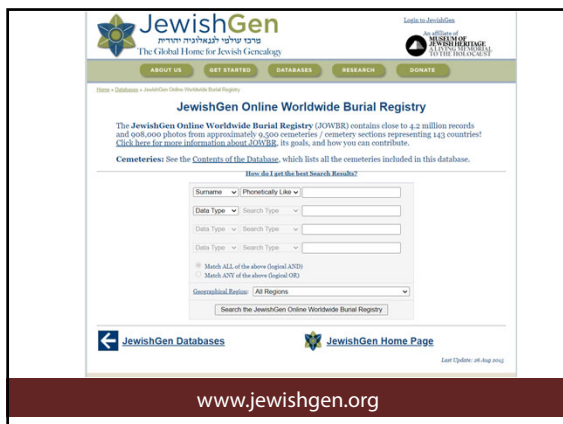 JewishGen
מרכז עולמי לגנאלוגיה יהודית
The Global Home for Jewish Genealogy
Login to JewishGen
An affiliate of
MUSEUM OF
JEWISH HERITAGE
A LIVING MEMORIAL
TO THE HOLOCAUST
ABOUT US GET STARTED DATABASES RESEARCH DONATE
Home > Databases > JewishGen Online Worldwide Burial Registry
JewishGen Online Worldwide Burial Registry
The JewishGen Online Worldwide Burial Registry (JOWBR) contains close to 4.2 million records
and 908,000 photos from approximately 9,500 cemeteries / cemetery sections representing 143 countries!
Click here for more information about JOWBR, its goals, and how you can contribute.
Cemeteries: See the Contents of the Database, which lists all the cemeteries included in this database.
How do I get the best Search Results?
Surname Phonetically Like
Data Type Search Type
Data Type Search Type
Data Type Search Type
Match ALL of the above (logical AND)
Match ANY of the above (logical OR)
Geographical Region: All Regions
Search the JewishGen Online Worldwide Burial Registry
JewishGen Databases JewishGen Home Page
Last Update: 26 Aug 2015
www.jewishgen.org